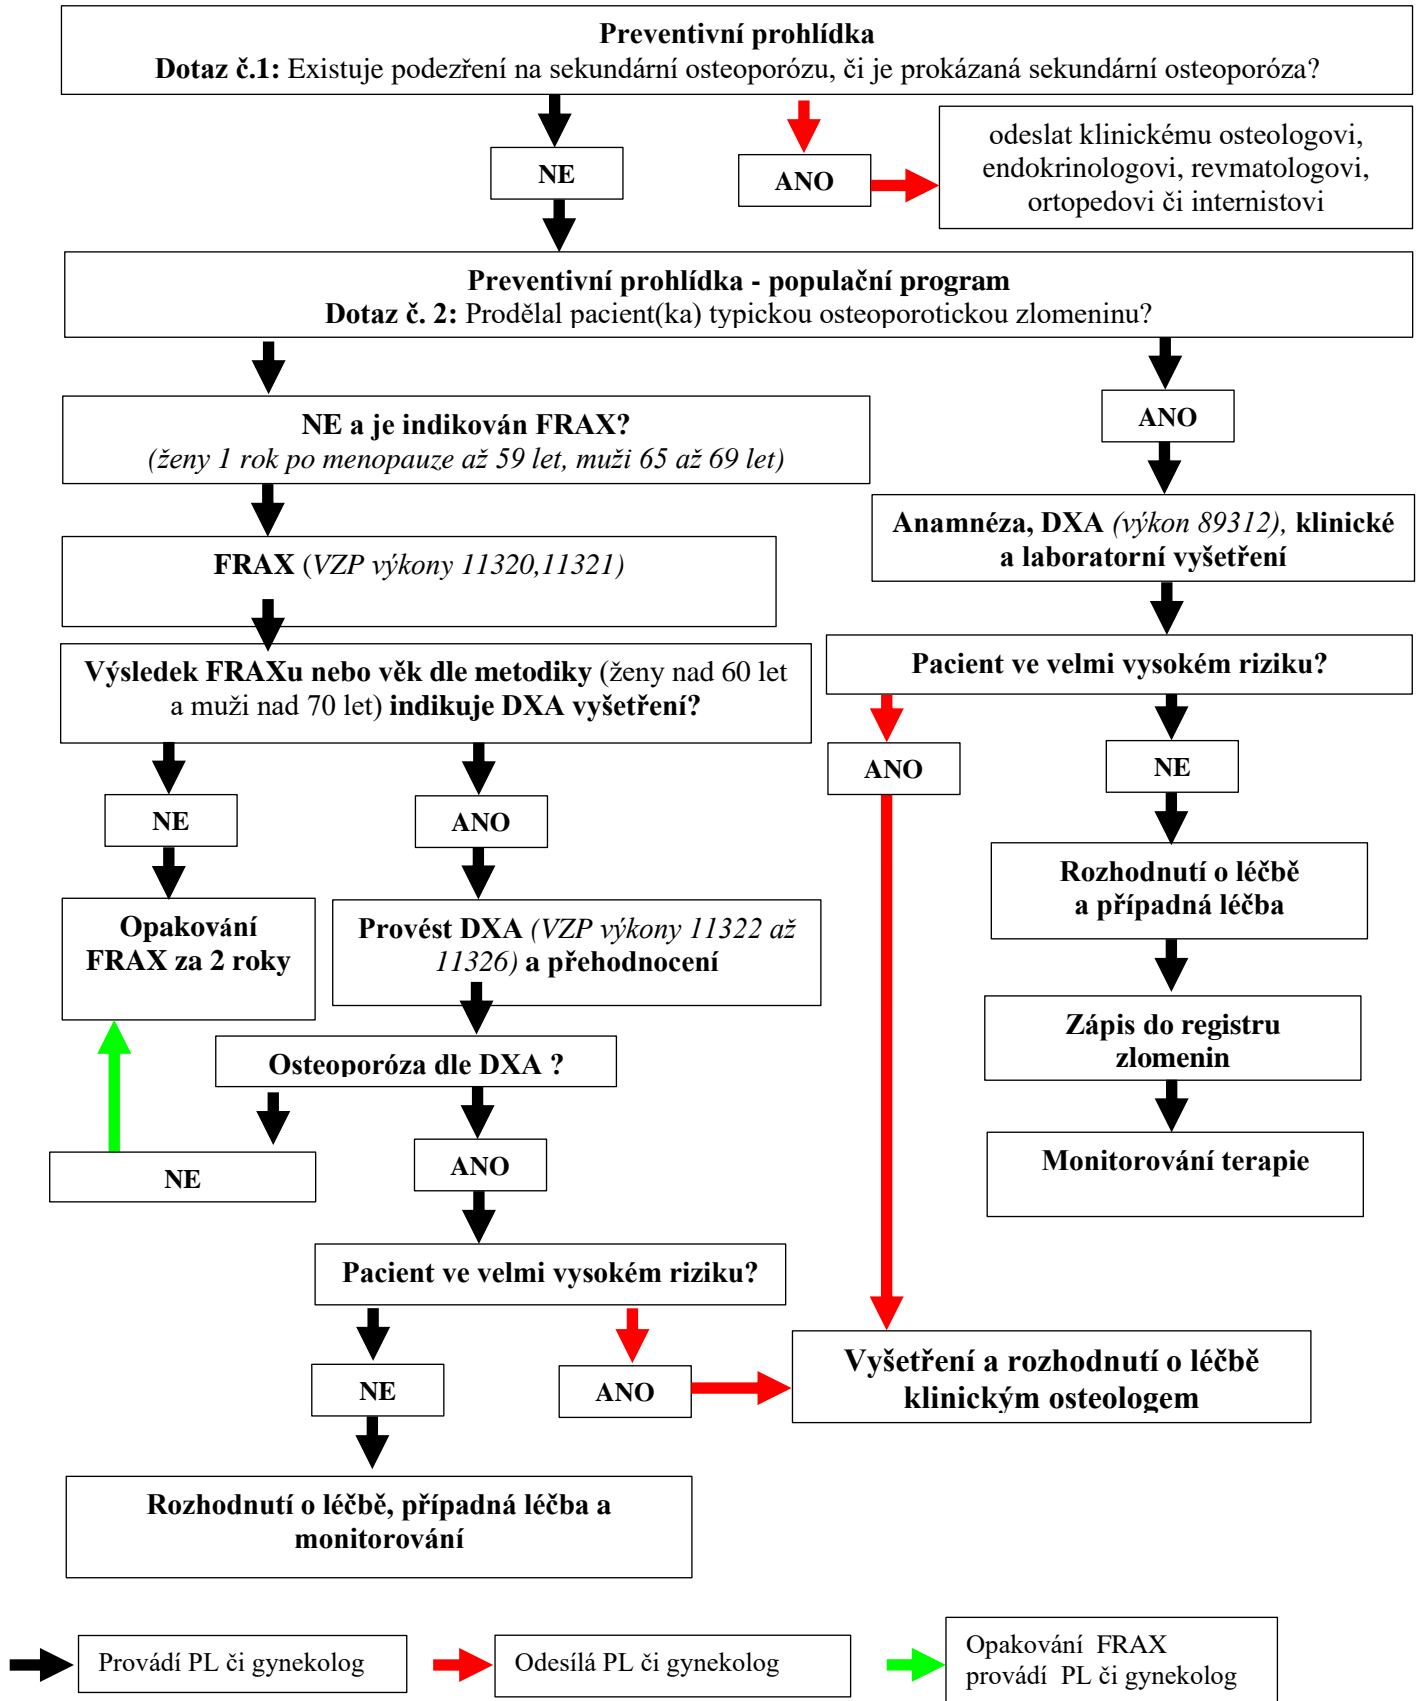 Preventivní prohlídka
Dotaz č.1: Existuje podezření na sekundární osteoporózu, či je prokázaná sekundární osteoporóza?
NE
ANO
odeslat klinickému osteologovi,
endokrinologovi, revmatologovi,
ortopedovi či internistovi
Preventivní prohlídka - populační program
Dotaz č. 2: Prodělal pacient(ka) typickou osteoporotickou zlomeninu?
NE a je indikován FRAX?
(ženy 1 rok po menopauze až 59 let, muži 65 až 69 let)
ANO
FRAX (VZP výkony 11320,11321)
Anamnéza, DXA (výkon 89312), klinické
a laboratorní vyšetření
Výsledek FRAXu nebo věk dle metodiky (ženy nad 60 let
a muži nad 70 let) indikuje DXA vyšetření?
Pacient ve velmi vysokém riziku?
ANO
NE
NE
ANO
Rozhodnutí o léčbě
a případná léčba
Opakování
FRAX za 2 roky
Provést DXA (VZP výkony 11322 až
11326) a přehodnocení
Zápis do registru
zlomenin
Osteoporóza dle DXA ?
NE
ANO
Monitorování terapie
Pacient ve velmi vysokém riziku?
NE
ANO
Vyšetření a rozhodnutí o léčbě
klinickým osteologem
Rozhodnutí o léčbě, případná léčba a
monitorování
Provádí PL či gynekolog
Odesílá PL či gynekolog
Opakování FRAX
provádí PL či gynekolog